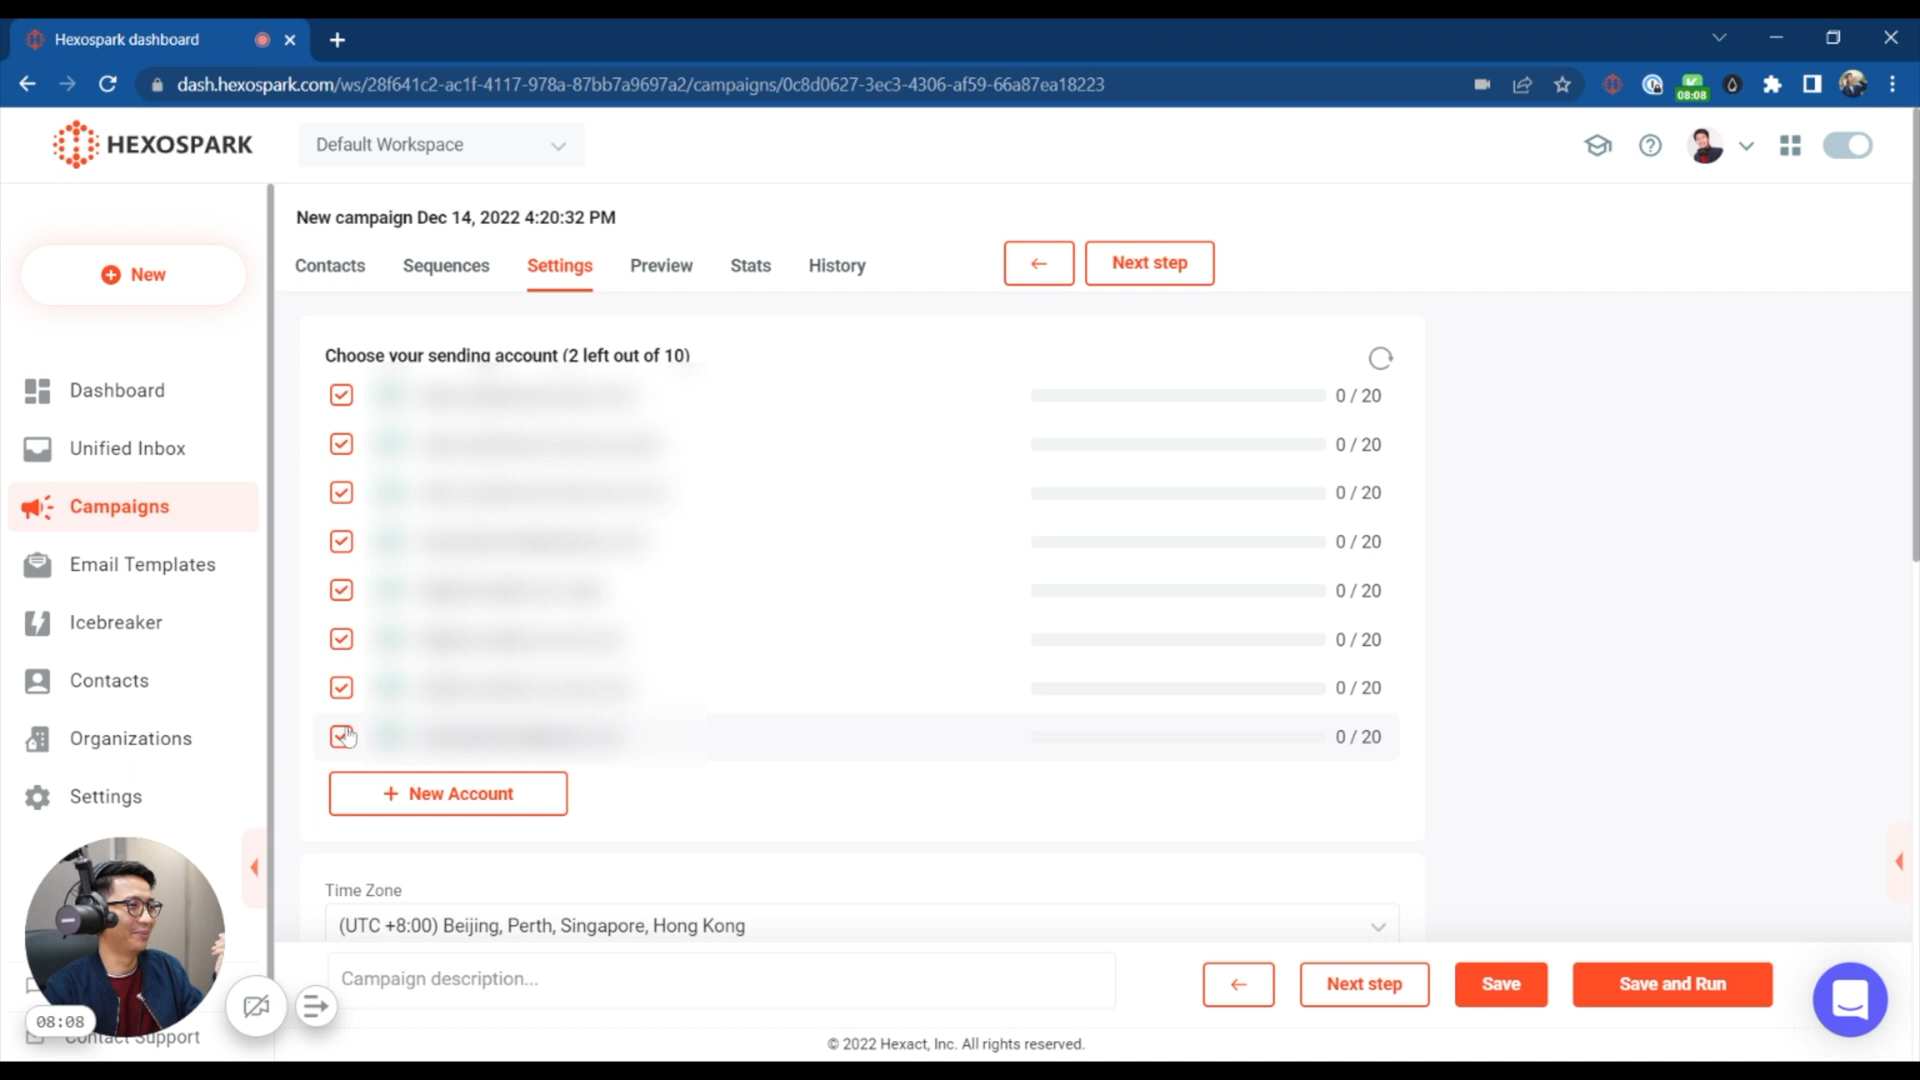 Hexospark dashboard
dash.hexospark.com/ws/28f641c2-ac1f-4117-978a-87bb7a9697a2/campaigns/0c8d0627-3ec3-4306-af59-66a87ea18223
08:08
HEXOSPARK
Default Workspace
New campaign Dec 14, 2022 4:20:32 PM
New
Contacts
Sequences
Settings
Preview
Stats
History
Next step
Choose your sending account (2 left out of 10)
0 / 20
0 / 20
0 / 20
0 / 20
0 / 20
0 / 20
0 / 20
0 / 20
+ New Account
Dashboard
Unified Inbox
Campaigns
Email Templates
Icebreaker
Contacts
Organizations
Settings
Time Zone
(UTC +8:00) Beijing, Perth, Singapore, Hong Kong
Campaign description...
Next step
Save
Save and Run
08:08
Contact Support
© 2022 Hexact, Inc. All rights reserved.